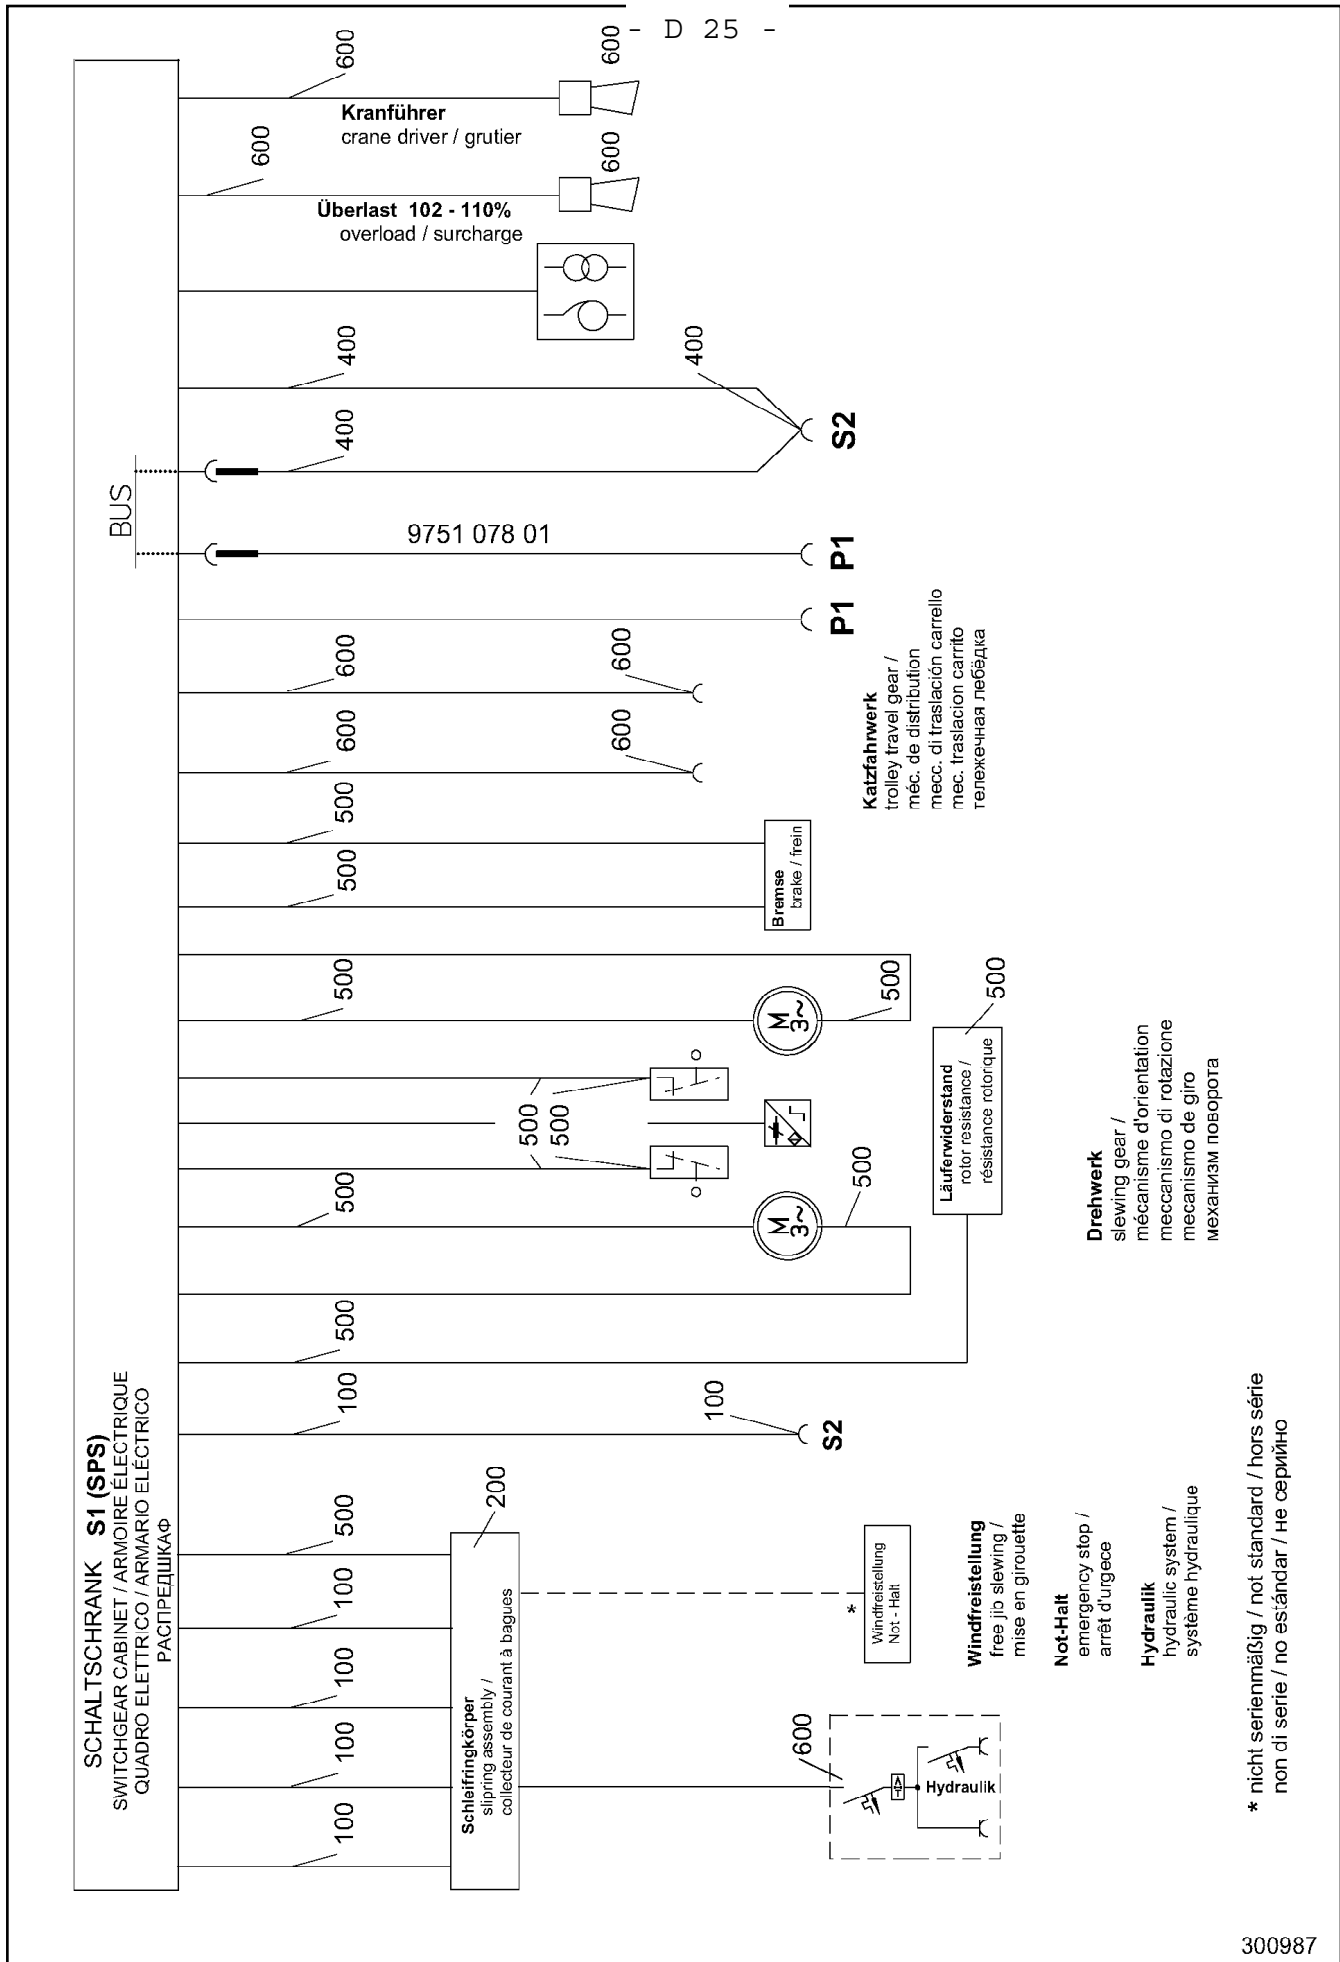 - D 25 -
600
600
Kranführer
crane driver / grutier
600
600
Überlast 102 - 110%
overload / surcharge
400
400
400
S2
BUS
9751 078 01
P1
P1
600
600
600
600
Katzfahrwerk
trolley travel gear /
méc. de distribution
mecc. di traslación carrello
mec. traslacion carrito
тележечная лебёдка
500
500
Bremse
brake / frein
500
M
3~
500
500
500
500
M
3~
500
500
Läuferwiderstand
rotor resistance /
résistance rotorique
500
Drehwerk
slewing gear /
mécanisme d'orientation
meccanismo di rotazione
mecanismo de giro
механизм поворота
500
SCHALTSCHRANK S1 (SPS)
SWITCHGEAR CABINET / ARMOIRE ÉLECTRIQUE
QUADRO ELETTRICO / ARMARIO ELÉCTRICO
РАСПРЕДШКАФ
100
100
S2
500
100
100
100
100
200
Schleifringkörper
slipring assembly /
collecteur de courant à bagues
*
Windfreistellung
Not - Halt
600
Hydraulik
Windfreistellung
free jib slewing /
mise en girouette
Not-Halt
emergency stop /
arrêt d'urgece
Hydraulik
hydraulic system /
système hydraulique
* nicht serienmäßig / not standard / hors série
non di serie / no estándar / не серийно
300987